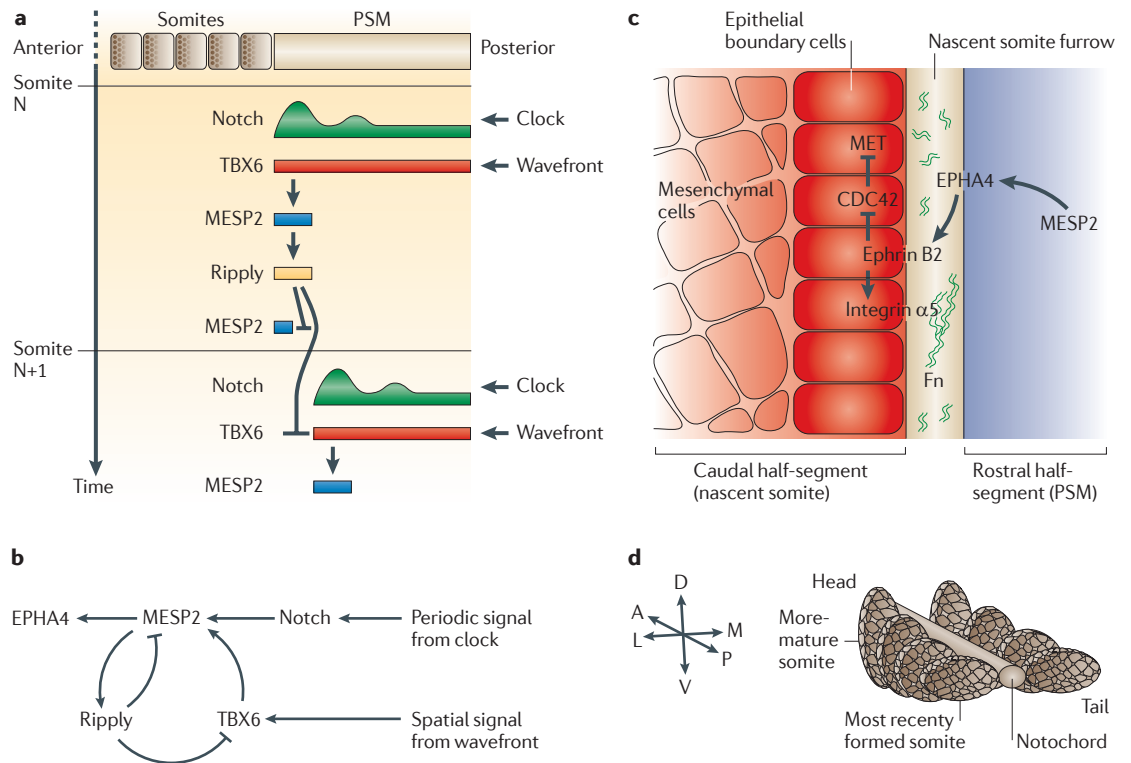 a
Somites
PSM
Anterior
Posterior
Somite
N
Notch
Clock
TBX6
Wavefront
MESP2
Ripply
MESP2
Somite
N+1
Notch
Clock
TBX6
Wavefront
Time
MESP2
b
EPHA4
MESP2
Notch
Periodic signal
from clock
Ripply
TBX6
Spatial signal
from wavefront
c
Epithelial
boundary cells
Nascent somite furrow
MET
EPHA4
Mesenchymal
cells
CDC42
MESP2
Ephrin B2
Integrin α5
Fn
Caudal half-segment
(nascent somite)
Rostral half-
segment (PSM)
d
D
A
L
M
P
V
Head
More-
mature
somite
Tail
Most recenty
formed somite
Notochord